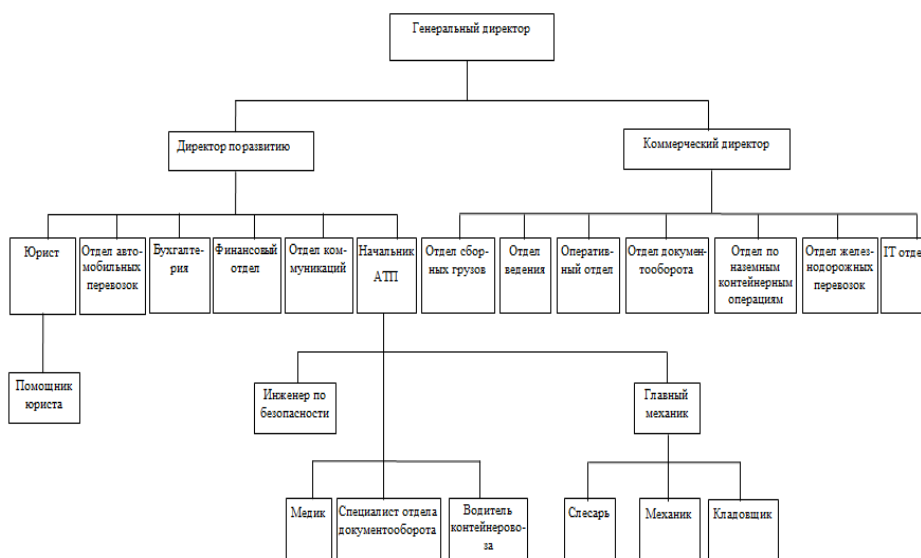 Генеральный директор
Директор по развитию
Коммерческий директор
Юрист
Отдел авто-
мобильных
перевозок
Бухгалте-
рия
Финансовый
отдел
Отдел ком-
муникаций
Начальник
АТП
Отдел сбор-
ных грузов
Отдел
ведения
Оператив-
ный отдел
Отдел докумен-
тооборота
Отдел по
наземным
контейнерным
операциям
Отдел желез-
нодорожных
перевозок
IT отдел
Помощник
юриста
Инженер по
безопасности
Главный
механик
Медик
Специалист отдела
документооборота
Водитель
контейнерово-
за
Слесарь
Механик
Кладовщик